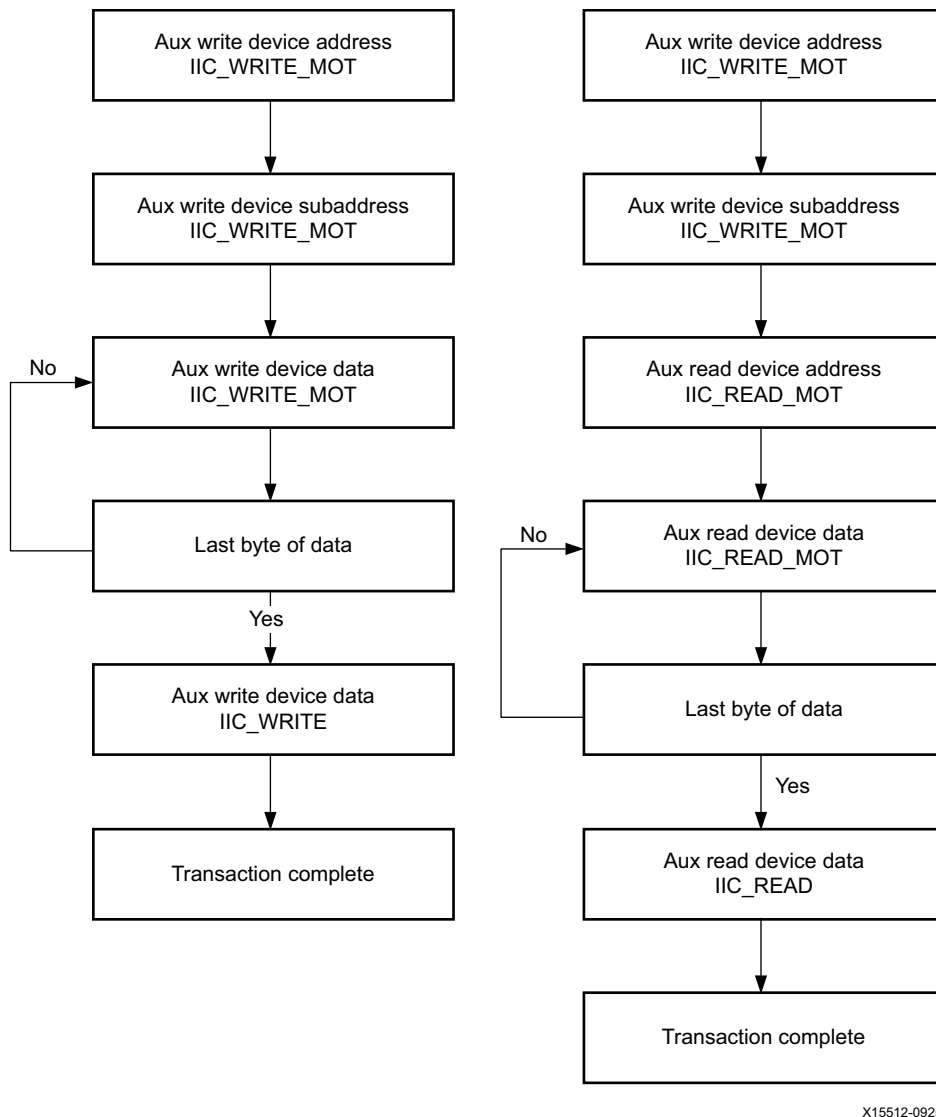 Aux write device address
IIC_WRITE_MOT
Aux write device subaddress
IIC_WRITE_MOT
No
Aux write device data
IIC_WRITE_MOT
Last byte of data
Yes
Aux write device data
IIC_WRITE
Transaction complete
Aux write device address
IIC_WRITE_MOT
Aux write device subaddress
IIC_WRITE_MOT
Aux read device address
IIC_READ_MOT
No
Aux read device data
IIC_READ_MOT
Last byte of data
Yes
Aux read device data
IIC_READ
Transaction complete
X15512-092